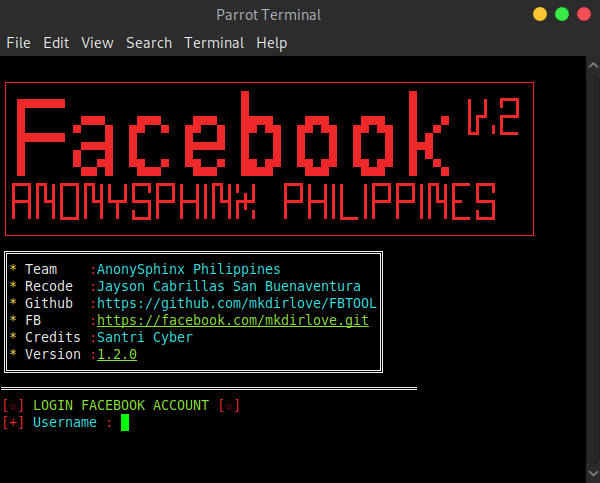 Parrot Terminal
File Edit View Search Terminal Help
Facebook V.2
ANONYSPHINX PHILIPPINES
* Team :AnonySphinx Philippines
* Recode :Jayson Cabrillas San Buenaventura
* Github :https://github.com/mkdirlove/FBTOOL
* FB :https://facebook.com/mkdirlove.git
* Credits :Santri Cyber
* Version :1.2.0
[☆] LOGIN FACEBOOK ACCOUNT [☆]
[+] Username :